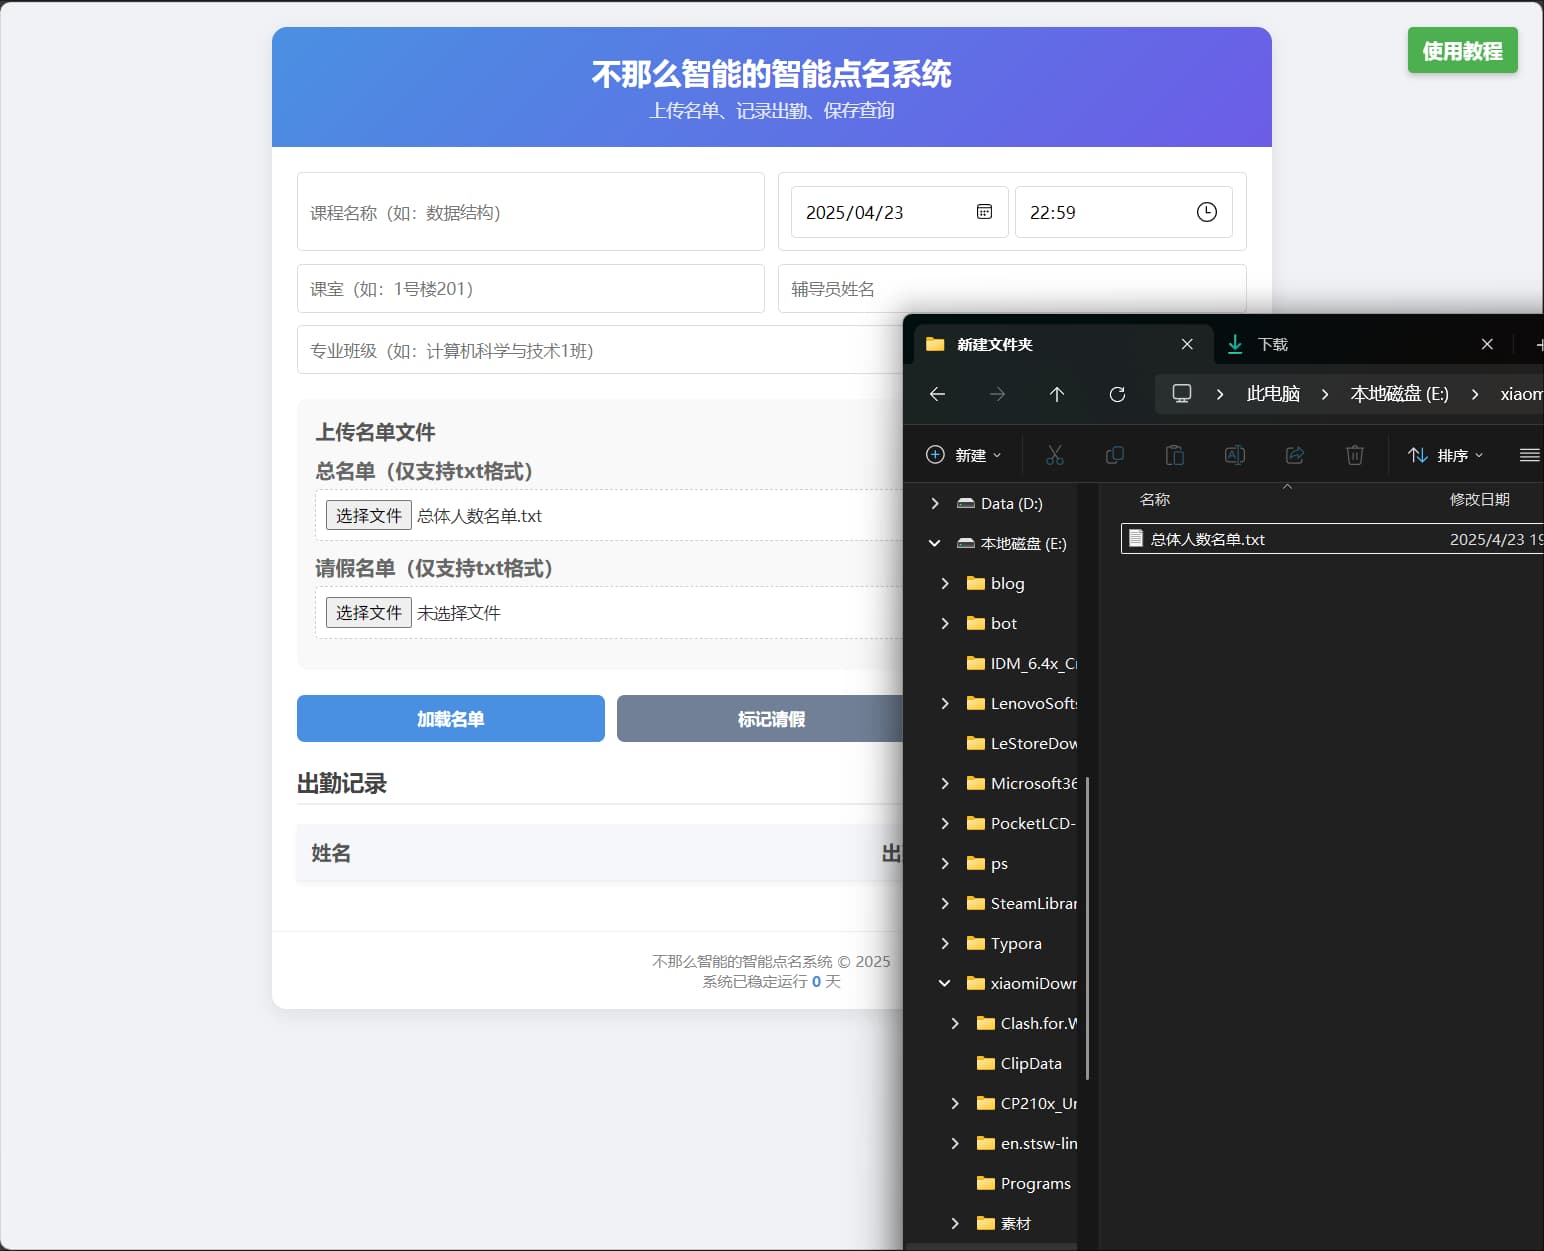 不那么智能的智能点名系统
上传名单、记录出勤、保存查询
使用教程
课程名称（如：数据结构）
2025/04/23
22:59
课室（如：1号楼201）
辅导员姓名
专业班级（如：计算机科学与技术1班）
上传名单文件
总名单（仅支持txt格式）
选择文件 总体人数名单.txt
请假名单（仅支持txt格式）
选择文件 未选择文件
加载名单
标记请假
出勤记录
姓名
出
不那么智能的智能点名系统 © 2025
系统已稳定运行 0 天
新建文件夹
下载
此电脑
本地磁盘 (E:)
xiaom
新建
排序
名称
修改日期
总体人数名单.txt
2025/4/23 19
Data (D:)
本地磁盘 (E:)
blog
bot
IDM_6.4x_C
LenovoSoft
LeStoreDow
Microsoft36
PocketLCD-
ps
SteamLibrar
Typora
xiaomiDown
Clash.for.W
ClipData
CP210x_Un
en.stsw-lin
Programs
素材